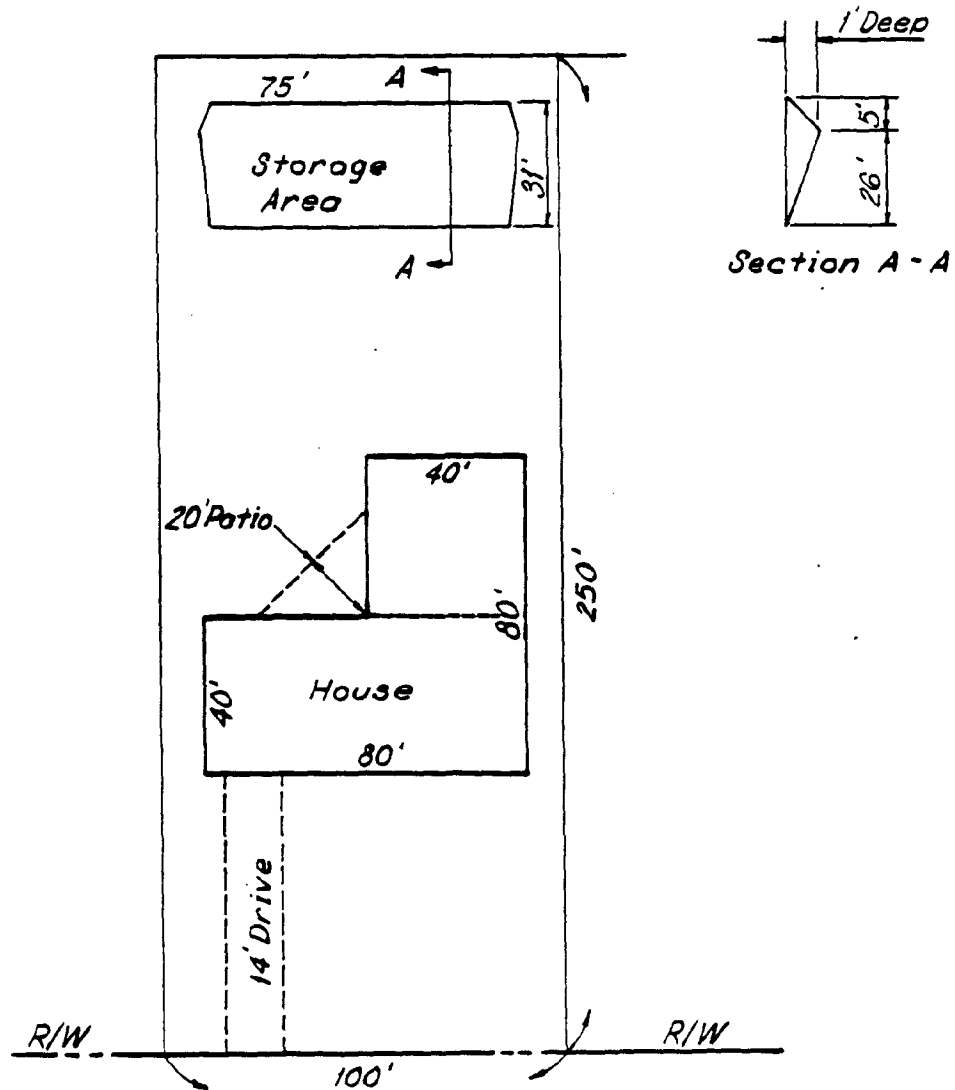 1' Deep
A
75'
5'
Storage
Area
31'
26'
A
Section A-A
40'
20' Patio
250'
80'
House
40'
80'
14' Drive
R/W
R/W
100'